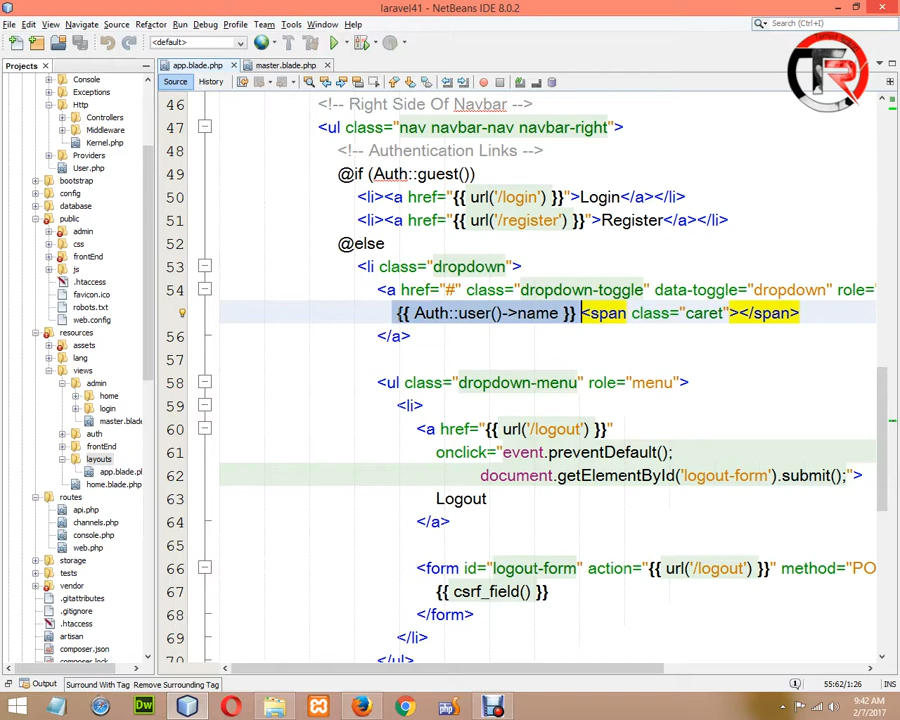 laravel41 - NetBeans IDE 8.0.2
File Edit View Navigate Source Refactor Run Debug Profile Team Tools Window Help
Search (Ctrl+I)
<default>
Projects
app.blade.php
master.blade.php
Source
History
Console
Exceptions
Http
Controllers
Middleware
Kernel.php
Providers
User.php
bootstrap
config
database
public
admin
css
frontEnd
js
.htaccess
favicon.ico
robots.txt
web.config
resources
assets
lang
views
admin
home
login
master.blade
auth
frontEnd
layouts
app.blade.pl
home.blade.php
routes
api.php
channels.php
console.php
web.php
storage
tests
vendor
.gitattributes
.gitignore
.htaccess
artisan
composer.json
composer.lock
46 <!-- Right Side Of Navbar -->
47 <ul class="nav navbar-nav navbar-right">
48 <!-- Authentication Links -->
49 @if (Auth::guest())
50 <li><a href="{{ url('/login') }}">Login</a></li>
51 <li><a href="{{ url('/register') }}">Register</a></li>
52 @else
53 <li class="dropdown">
54 <a href="#" class="dropdown-toggle" data-toggle="dropdown" role="
{{ Auth::user()->name }} <span class="caret"></span>
56 </a>
57
58 <ul class="dropdown-menu" role="menu">
59 <li>
60 <a href="{{ url('/logout') }}"
61 onclick="event.preventDefault();
62 document.getElementById('logout-form').submit();">
63 Logout
64 </a>
65
66 <form id="logout-form" action="{{ url('/logout') }}" method="PO
67 {{ csrf_field() }}
68 </form>
69 </li>
70 </ul>
Output
Surround With Tag Remove Surrounding Tag
55:62/1:26
INS
9:42 AM
2/7/2017